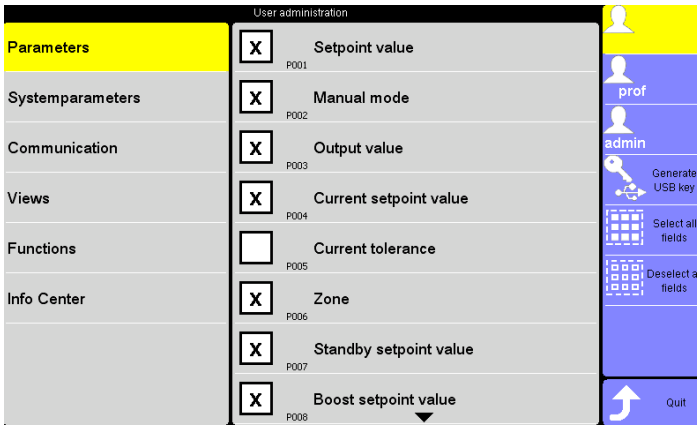 User administration
Parameters
Systemparameters
Communication
Views
Functions
Info Center
X
P001
Setpoint value
X
P002
Manual mode
X
P003
Output value
X
P004
Current setpoint value
P005
Current tolerance
X
P006
Zone
X
P007
Standby setpoint value
X
P008
Boost setpoint value
prof
admin
Generate
USB key
Select all
fields
Deselect a
fields
Quit